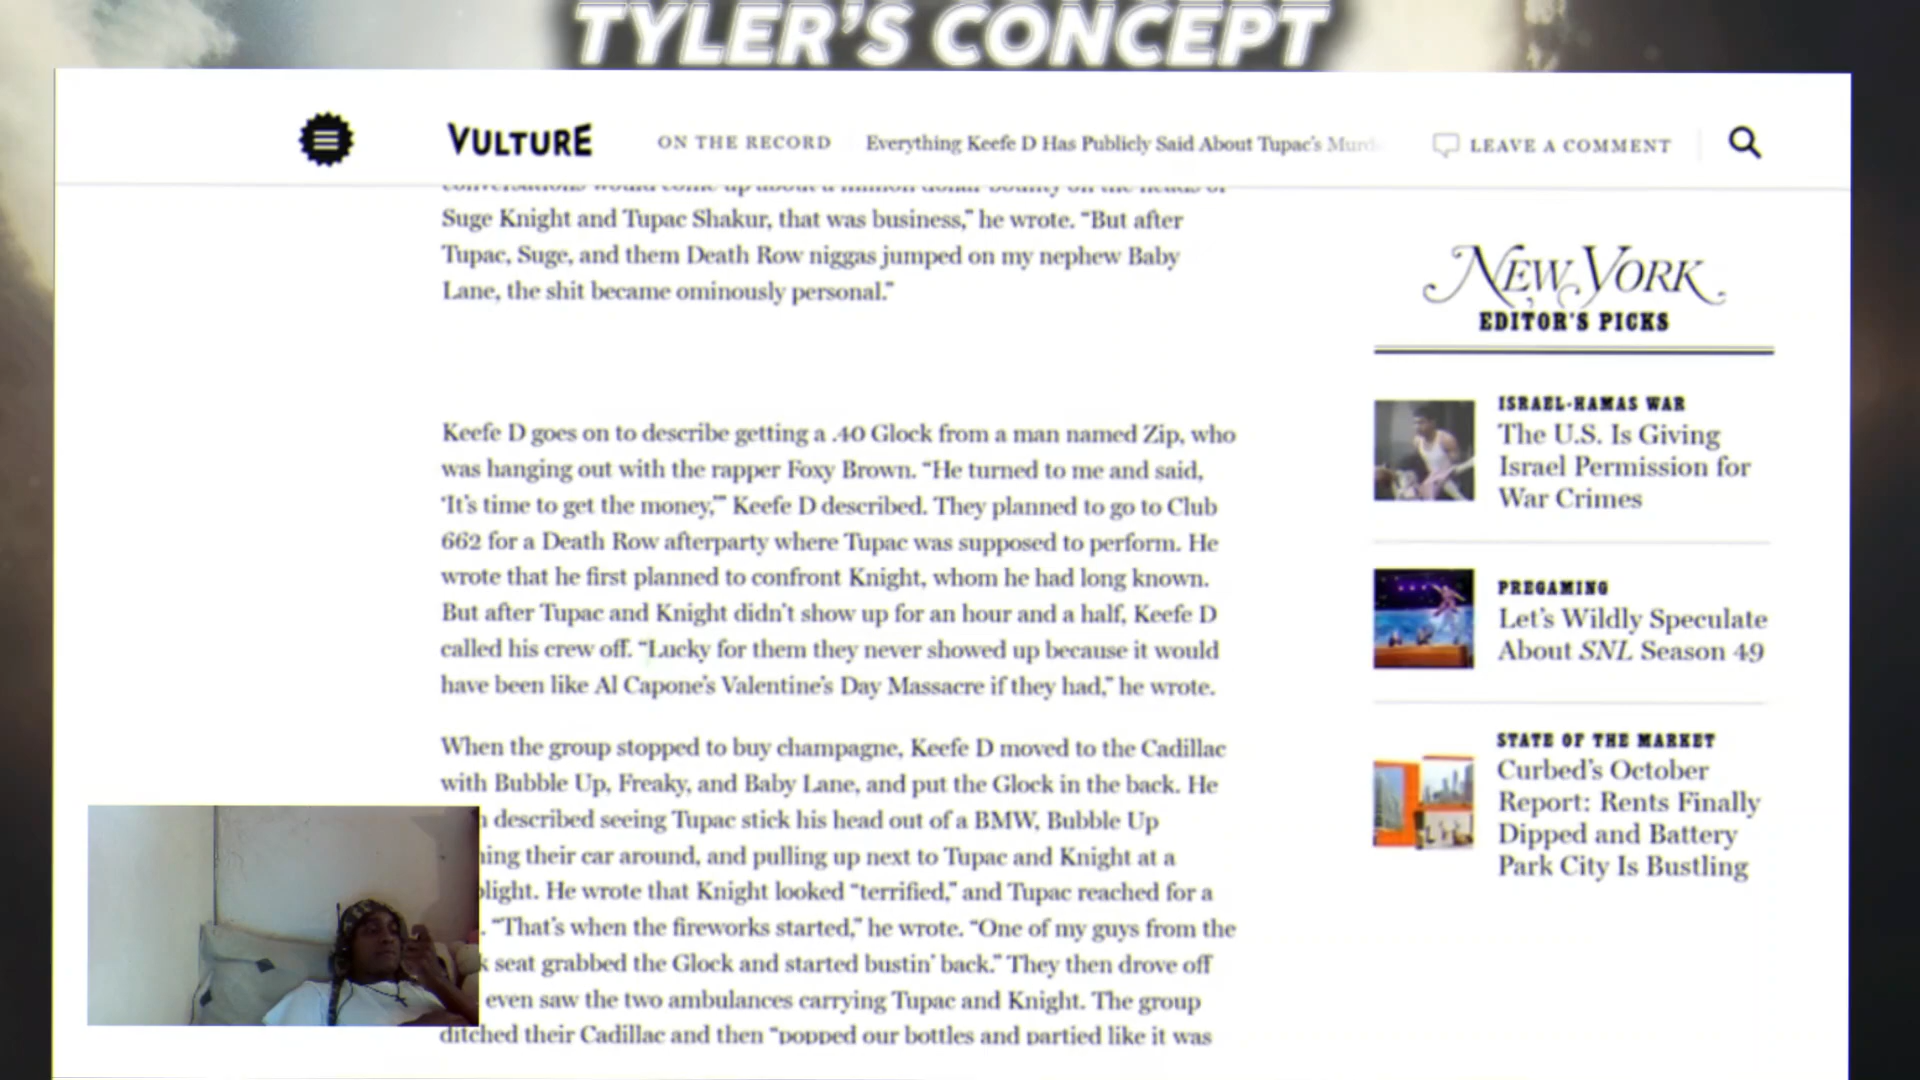 TYLER'S CONCEPT
VULTURE
ON THE RECORD
Everything Keefe D Has Publicly Said About Tupac's
LEAVE A COMMENT
conversations would come up about a million dollar bounty on the heads of
Suge Knight and Tupac Shakur, that was business,” he wrote. “But after
Tupac, Suge, and them Death Row niggas jumped on my nephew Baby
Lane, the shit became ominously personal.”
Keefe D goes on to describe getting a .40 Glock from a man named Zip, who
was hanging out with the rapper Foxy Brown. “He turned to me and said,
‘It’s time to get the money,’” Keefe D described. They planned to go to Club
662 for a Death Row afterparty where Tupac was supposed to perform. He
wrote that he first planned to confront Knight, whom he had long known.
But after Tupac and Knight didn’t show up for an hour and a half, Keefe D
called his crew off. “Lucky for them they never showed up because it would
have been like Al Capone’s Valentine’s Day Massacre if they had,” he wrote.
When the group stopped to buy champagne, Keefe D moved to the Cadillac
with Bubble Up, Freaky, and Baby Lane, and put the Glock in the back. He
described seeing Tupac stick his head out of a BMW, Bubble Up
their car around, and pulling up next to Tupac and Knight at a
He wrote that Knight looked “terrified,” and Tupac reached for a
“That’s when the fireworks started,” he wrote. “One of my guys from the
seat grabbed the Glock and started bustin’ back.” They then drove off
even saw the two ambulances carrying Tupac and Knight. The group
ditched their Cadillac and then “popped our bottles and partied like it was
NEW YORK
EDITOR'S PICKS
ISRAEL-HAMAS WAR
The U.S. Is Giving
Israel Permission for
War Crimes
PREGAMING
Let’s Wildly Speculate
About SNL Season 49
STATE OF THE MARKET
Curbed’s October
Report: Rents Finally
Dipped and Battery
Park City Is Bustling